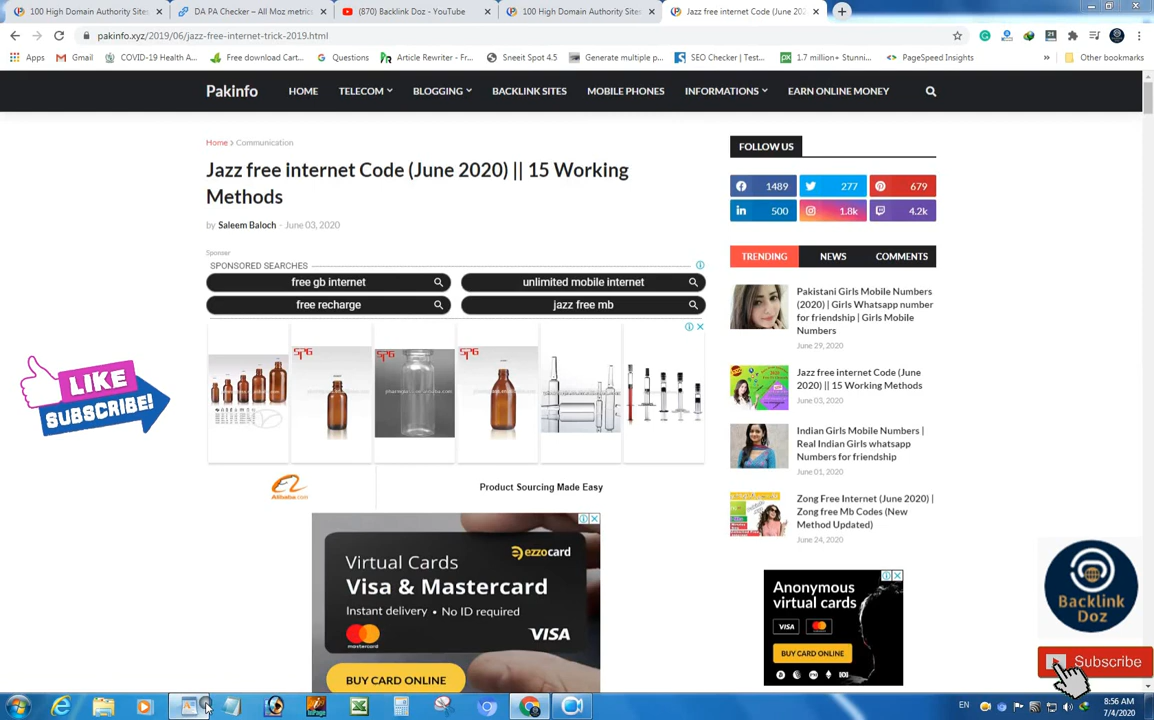 100 High Domain Authority Sites
DA PA Checker – All Moz metrics
(870) Backlink Doz - YouTube
100 High Domain Authority Sites
Jazz free internet Code (June 202
pakinfo.xyz/2019/06/jazz-free-internet-trick-2019.html
Apps
Gmail
COVID-19 Health A...
Free download Cart...
Questions
Article Rewriter - Fr...
Sneeit Spot 4.5
Generate multiple p...
SEO Checker | Test...
1.7 million+ Stunni...
PageSpeed Insights
»
Other bookmarks
Pakinfo
HOME
TELECOM
BLOGGING
BACKLINK SITES
MOBILE PHONES
INFORMATIONS
EARN ONLINE MONEY
Home > Communication
Jazz free internet Code (June 2020) || 15 Working
Methods
by Saleem Baloch - June 03, 2020
Sponsor
SPONSORED SEARCHES
free gb internet
unlimited mobile internet
free recharge
jazz free mb
SPG
SPG
Alibaba.com
Product Sourcing Made Easy
Virtual Cards
ezzocard
Visa & Mastercard
Instant delivery • No ID required
mastercard
VISA
BUY CARD ONLINE
LIKE
SUBSCRIBE!
FOLLOW US
1489
277
679
500
1.8k
4.2k
TRENDING
NEWS
COMMENTS
Pakistani Girls Mobile Numbers
(2020) | Girls Whatsapp number
for friendship | Girls Mobile
Numbers
June 29, 2020
Jazz free internet Code (June
2020) || 15 Working Methods
June 03, 2020
Indian Girls Mobile Numbers |
Real Indian Girls whatsapp
Numbers for friendship
June 01, 2020
Zong Free Internet (June 2020) |
Zong free Mb Codes (New
Method Updated)
June 24, 2020
Anonymous
virtual cards
VISA
BUY CARD ONLINE
Backlink
Doz
Subscribe
EN
8:56 AM
7/4/2020